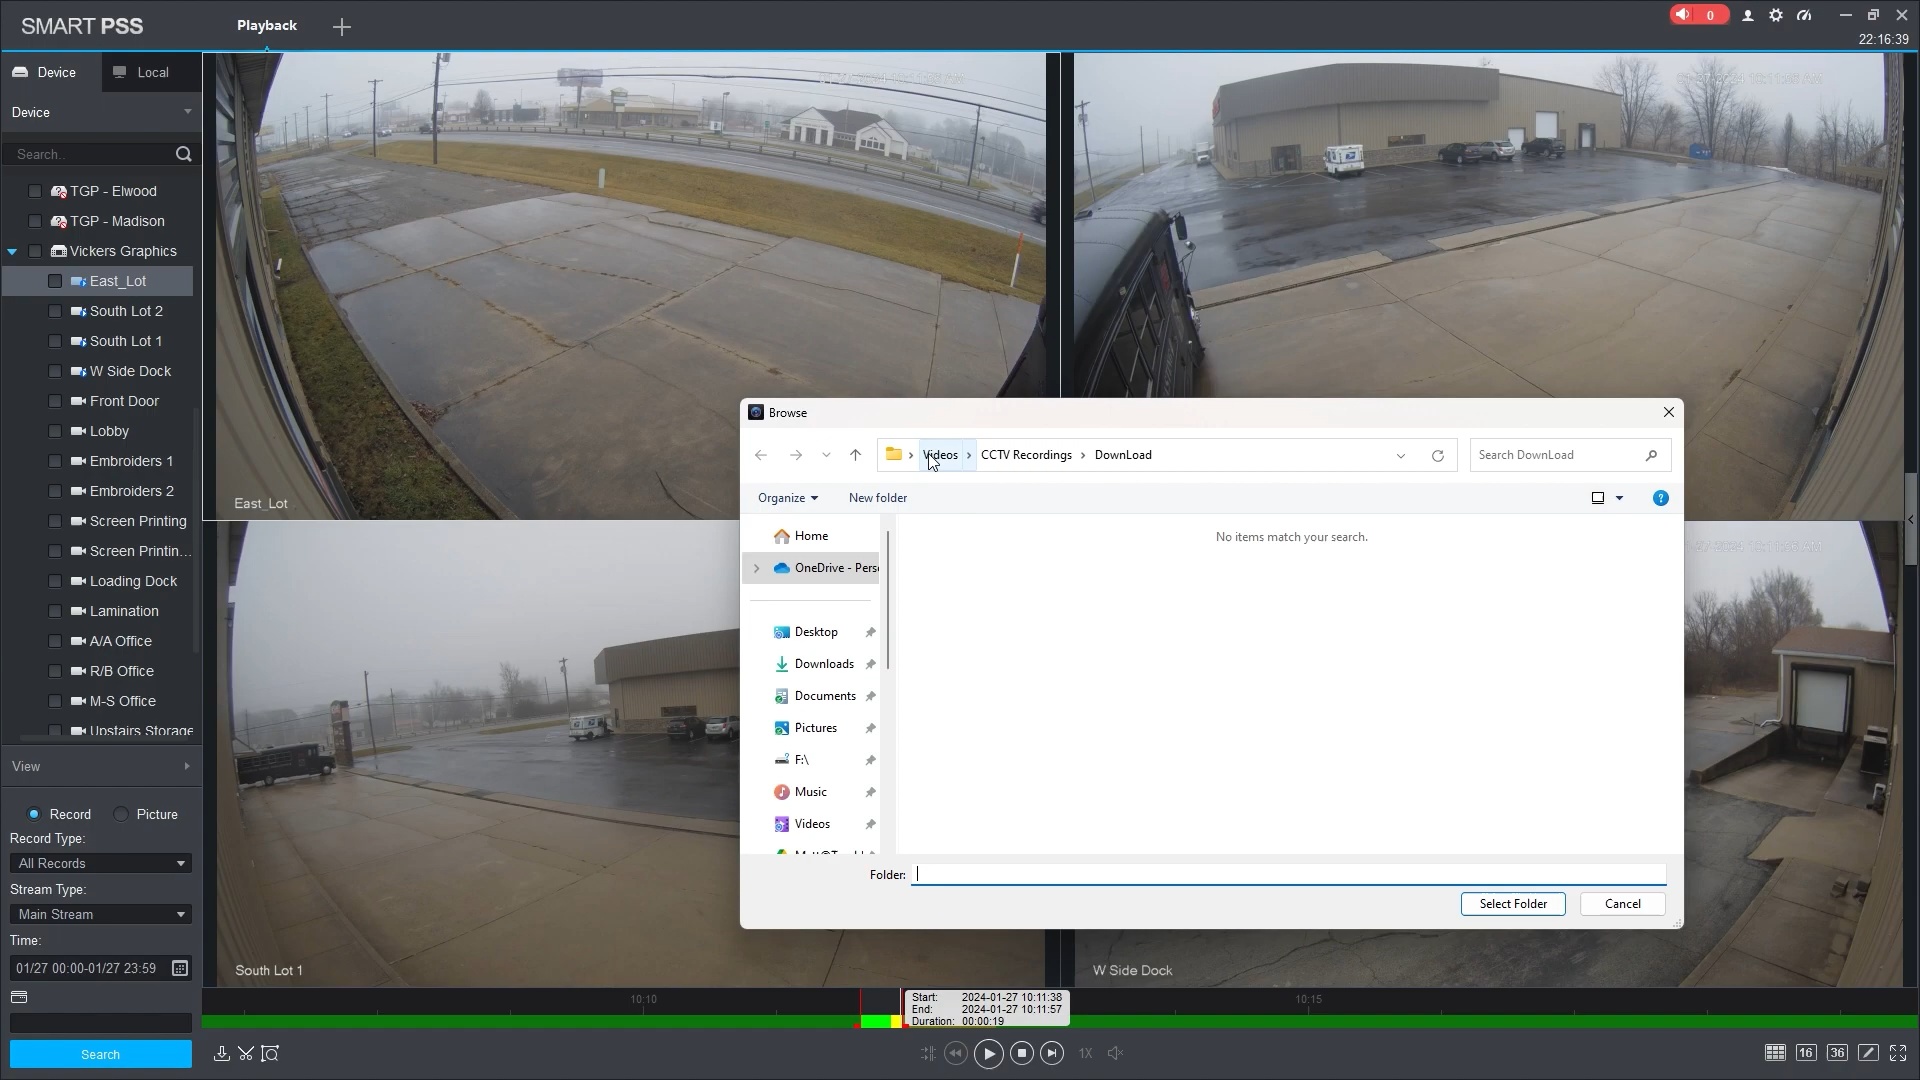 SMART PSS
Playback
0
22:16:39
Device
Local
Device
Search..
TGP - Elwood
TGP - Madison
Vickers Graphics
East_Lot
South Lot 2
South Lot 1
W Side Dock
Front Door
Lobby
Embroiders 1
Embroiders 2
Screen Printing
Screen Printin...
Loading Dock
Lamination
A/A Office
R/B Office
M-S Office
Upstairs Storage
View
Record
Picture
Record Type:
All Records
Stream Type:
Main Stream
Time:
01/27 00:00-01/27 23:59
Search
East_Lot
South Lot 1
W Side Dock
Browse
Videos
CCTV Recordings
DownLoad
Search DownLoad
Organize
New folder
Home
OneDrive - Perso
Desktop
Downloads
Documents
Pictures
F:\
Music
Videos
No items match your search.
Folder:
Select Folder
Cancel
10:10
10:15
Start: 2024-01-27 10:11:38
End: 2024-01-27 10:11:57
Duration: 00:00:19
1X
16
36